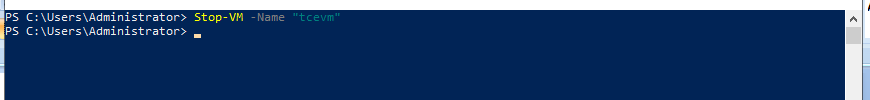 PS C:\Users\Administrator> Stop-VM -Name "tcevm"
PS C:\Users\Administrator>